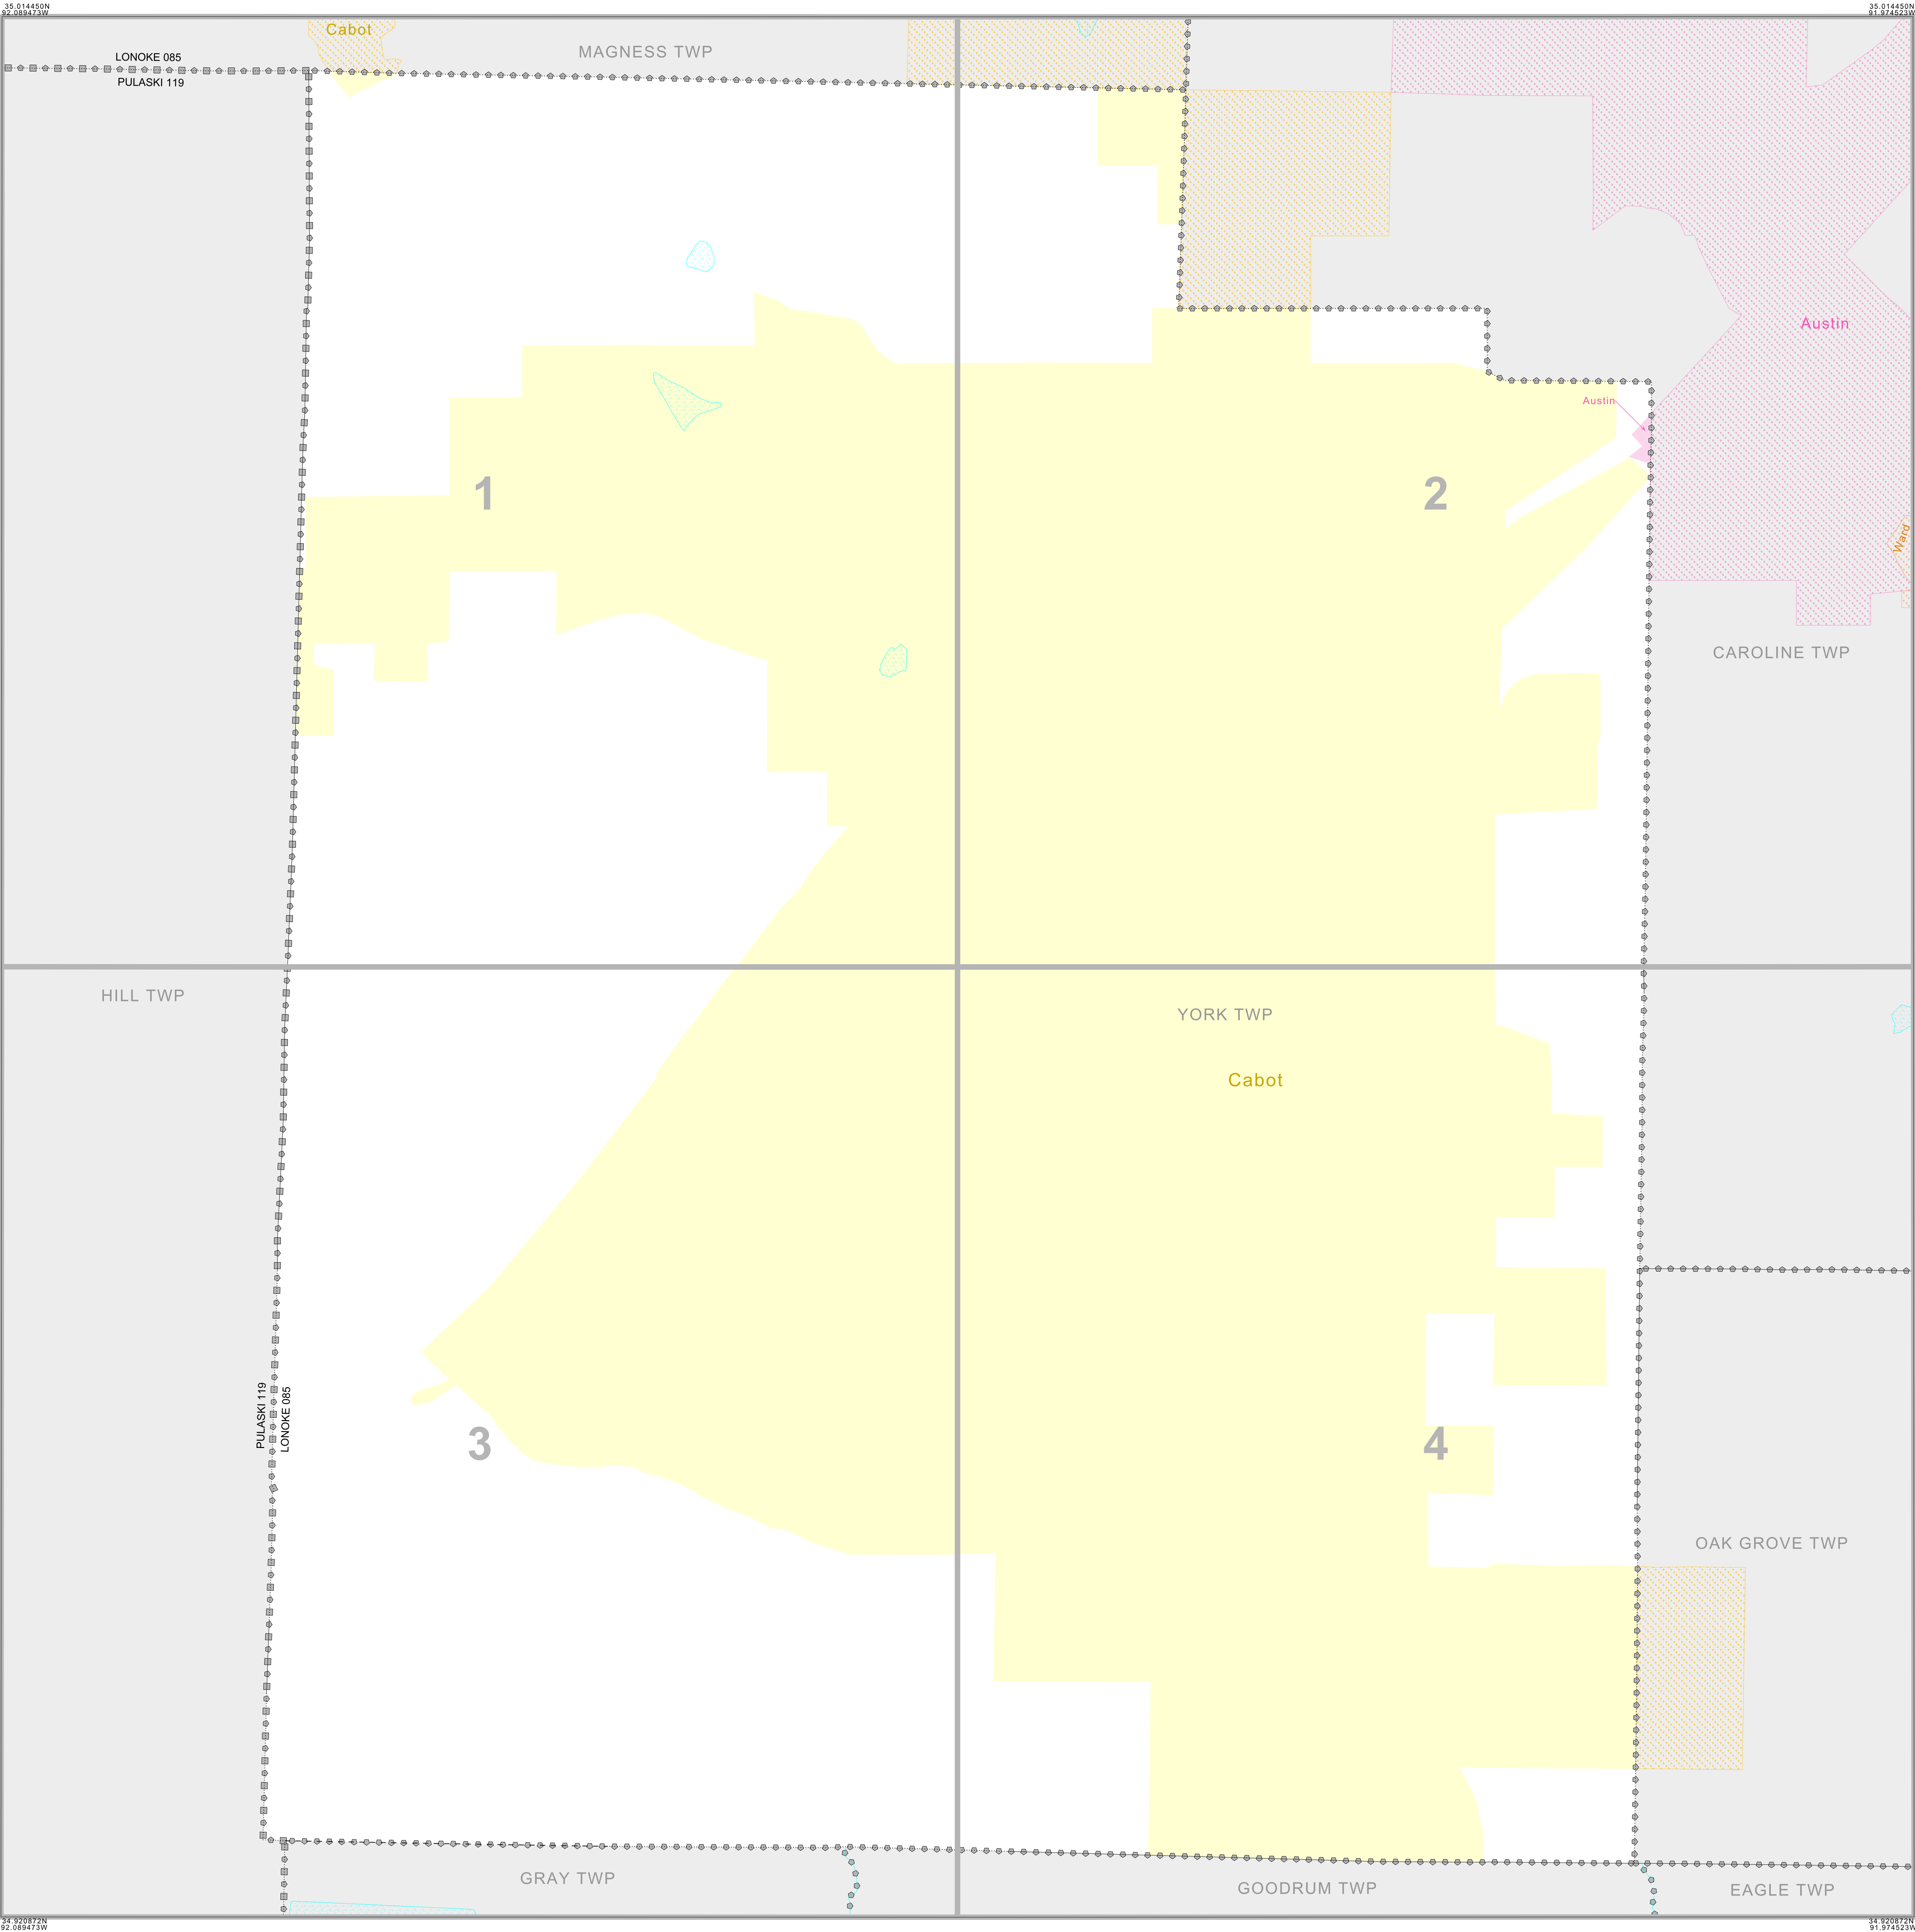 35.014450N
92.089473W
35.014450N
91.974523W
Cabot
MAGNESS TWP
LONOKE 085
PULASKI 119
Austin
Austin
1
2
Ward
CAROLINE TWP
HILL TWP
YORK TWP
Cabot
PULASKI 119
LONOKE 085
3
4
OAK GROVE TWP
GRAY TWP
GOODRUM TWP
EAGLE TWP
34.920872N
92.089473W
34.920872N
91.974523W